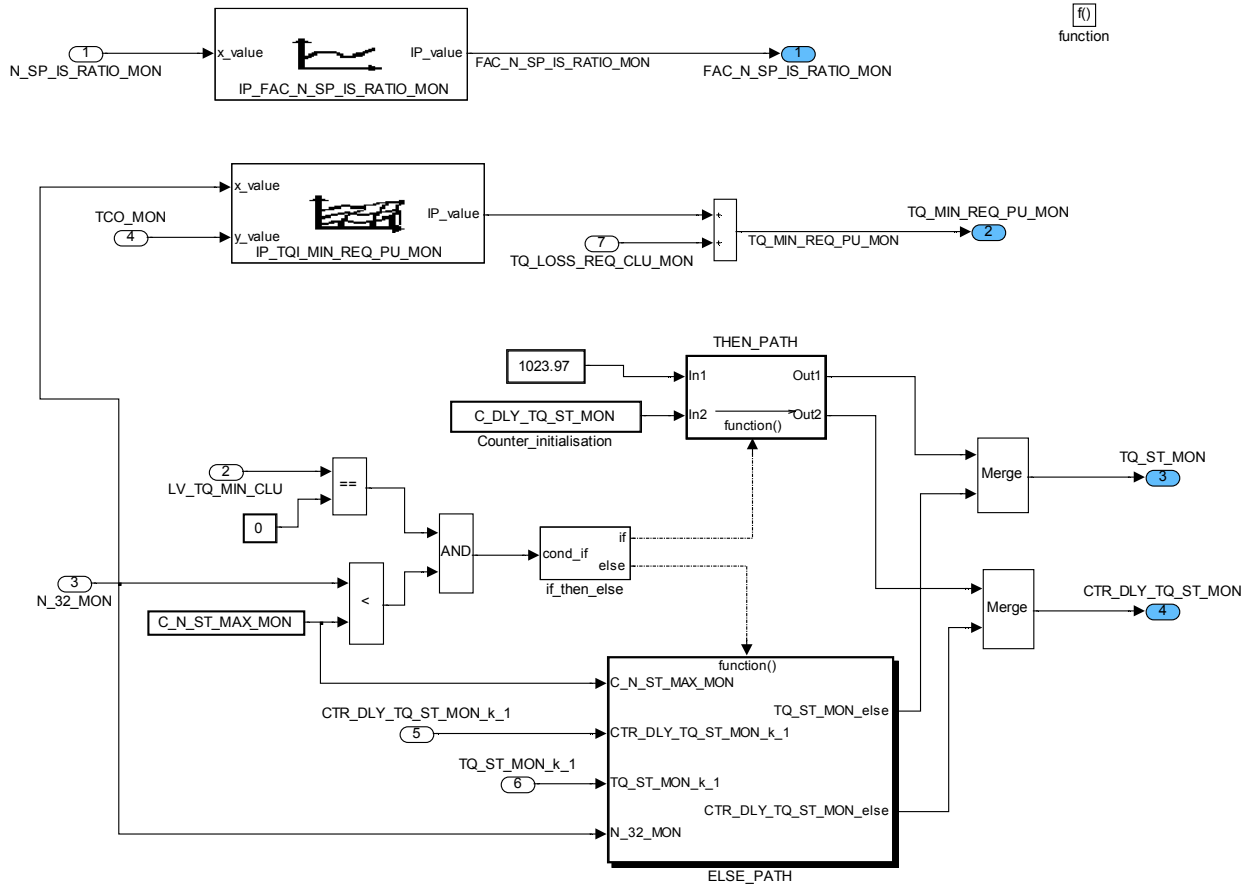 f()
function
1
N_SP_IS_RATIO_MON
x_value
IP_value
IP_FAC_N_SP_IS_RATIO_MON
FAC_N_SP_IS_RATIO_MON
1
FAC_N_SP_IS_RATIO_MON
x_value
TCO_MON
4
y_value
IP_value
IP_TQI_MIN_REQ_PU_MON
7
TQ_LOSS_REQ_CLU_MON
+
+
TQ_MIN_REQ_PU_MON
TQ_MIN_REQ_PU_MON
2
THEN_PATH
1023.97
In1
Out1
C_DLY_TQ_ST_MON
In2
Out2
function()
Counter_initialisation
2
LV_TQ_MIN_CLU
==
0
AND
cond_if
if
else
if_then_else
3
N_32_MON
<
C_N_ST_MAX_MON
Merge
TQ_ST_MON
3
Merge
CTR_DLY_TQ_ST_MON
4
function()
C_N_ST_MAX_MON
CTR_DLY_TQ_ST_MON_k_1
5
CTR_DLY_TQ_ST_MON_k_1
TQ_ST_MON_else
TQ_ST_MON_k_1
6
TQ_ST_MON_k_1
CTR_DLY_TQ_ST_MON_else
N_32_MON
ELSE_PATH